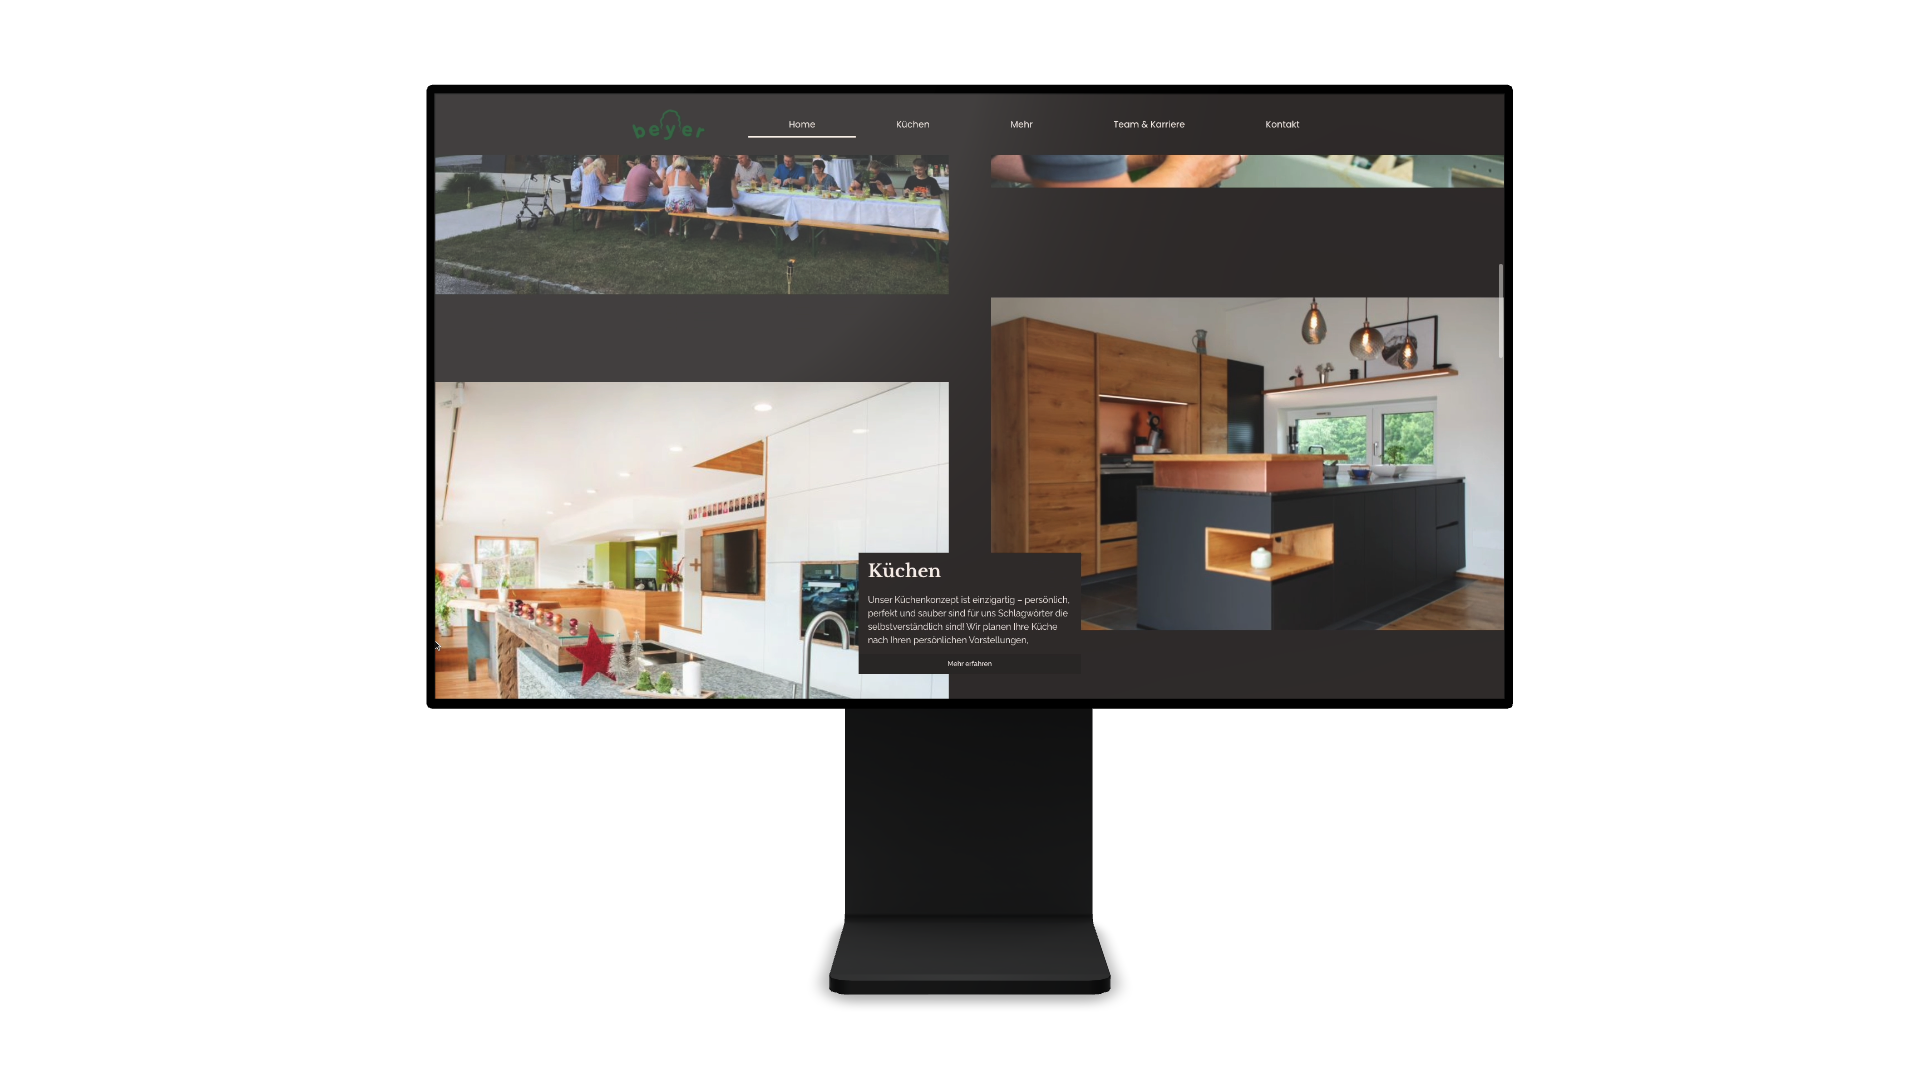 beyer
Home
Küchen
Mehr
Team & Karriere
Kontakt
Küchen
Unser Küchenkonzept ist einzigartig – persönlich,
perfekt und sauber sind für uns Schlagwörter die
selbstverständlich sind! Wir planen Ihre Küche
nach Ihren persönlichen Vorstellungen,
Mehr erfahren